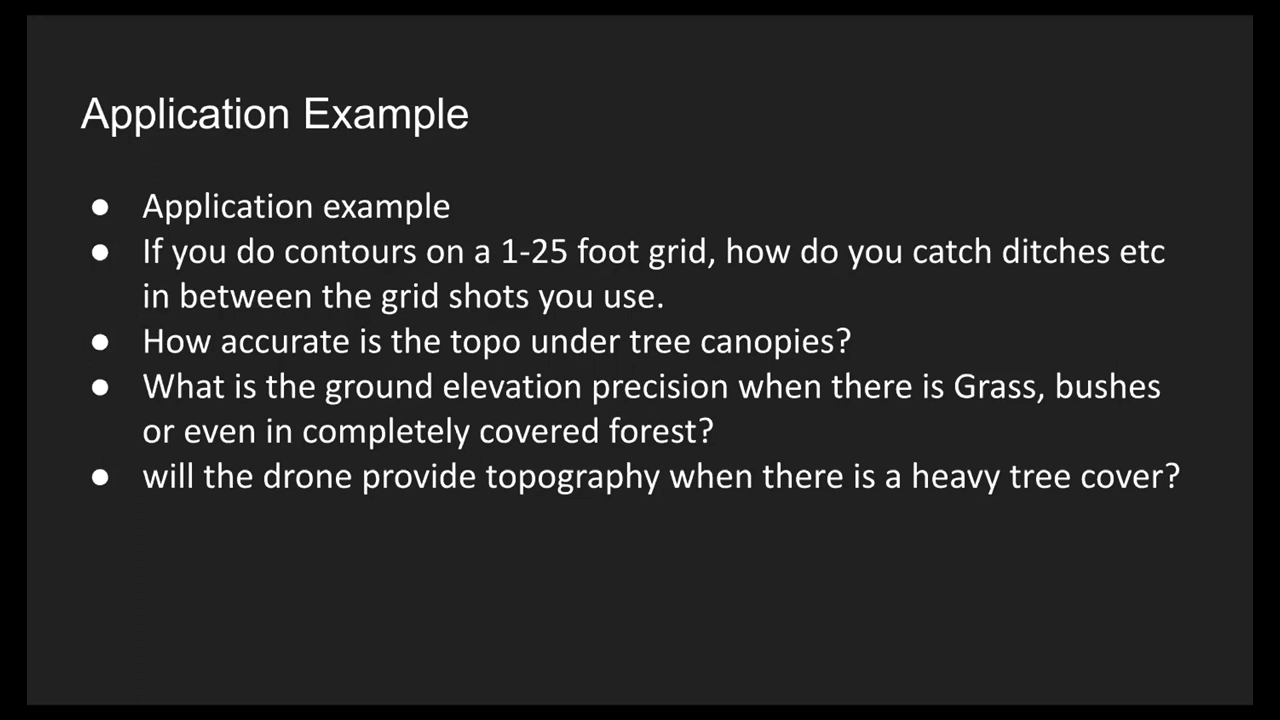 Application Example
● Application example
● If you do contours on a 1-25 foot grid, how do you catch ditches etc
in between the grid shots you use.
● How accurate is the topo under tree canopies?
● What is the ground elevation precision when there is Grass, bushes
or even in completely covered forest?
● will the drone provide topography when there is a heavy tree cover?